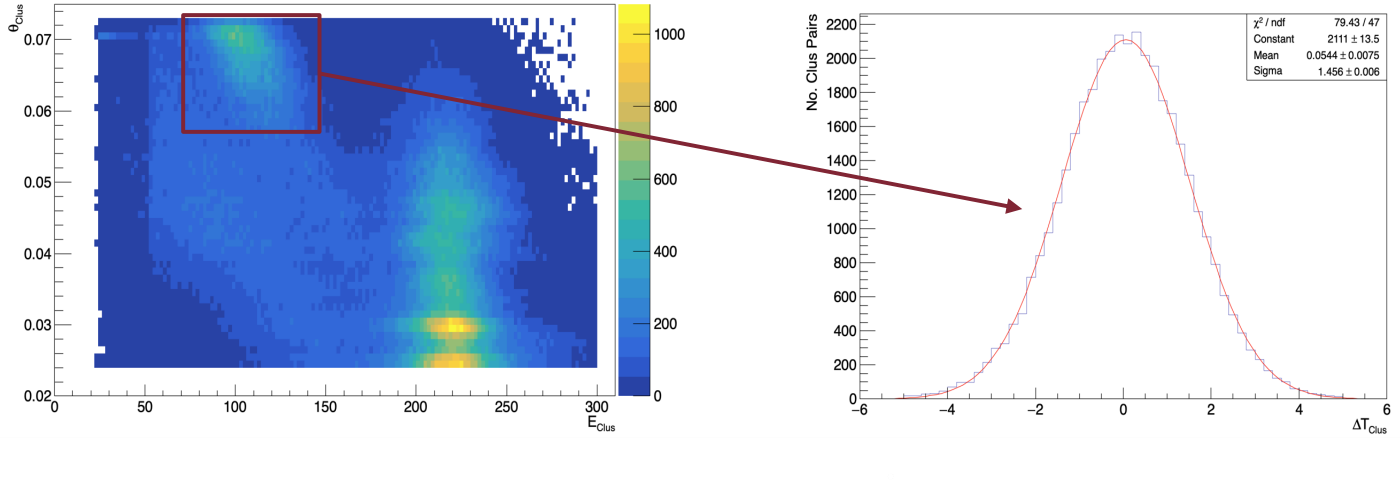 θClus
0.07
0.06
0.05
0.04
0.03
0.02
0 50 100 150 200 250 300
EClus
1000
800
600
400
200
0
No. Clus Pairs
2200
2000
1800
1600
1400
1200
1000
800
600
400
200
0
−6 −4 −2 0 2 4 6
ΔTClus
χ² / ndf 79.43 / 47
Constant 2111 ± 13.5
Mean 0.0544 ± 0.0075
Sigma 1.456 ± 0.006